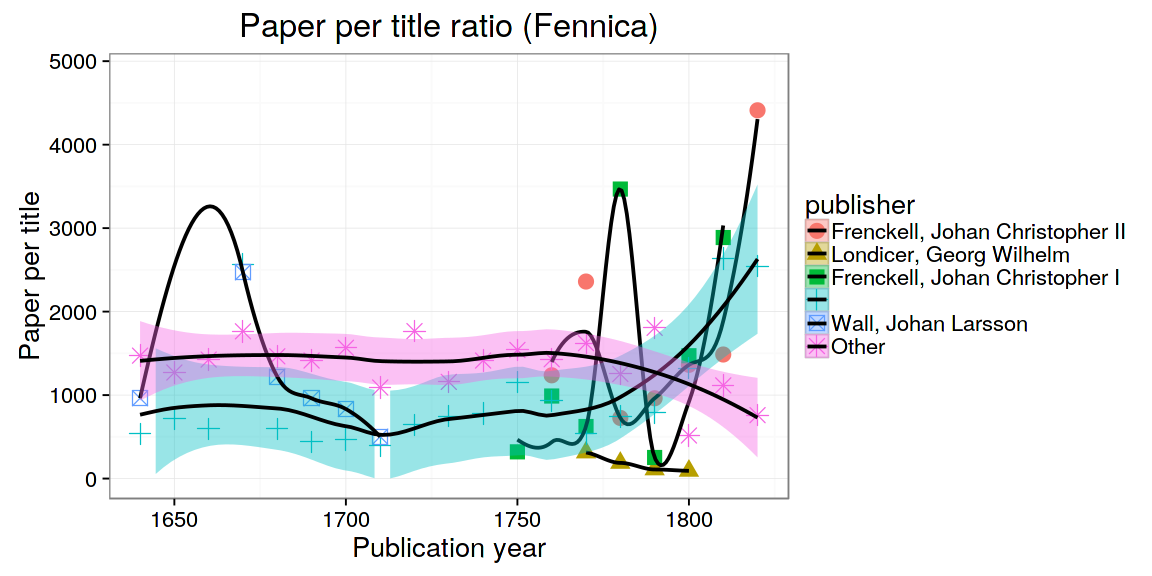 Paper per title ratio (Fennica)
5000
4000
3000
2000
1000
0
Paper per title
1650
1700
1750
1800
Publication year
publisher
Frenckell, Johan Christopher II
Londicer, Georg Wilhelm
Frenckell, Johan Christopher I
Wall, Johan Larsson
Other